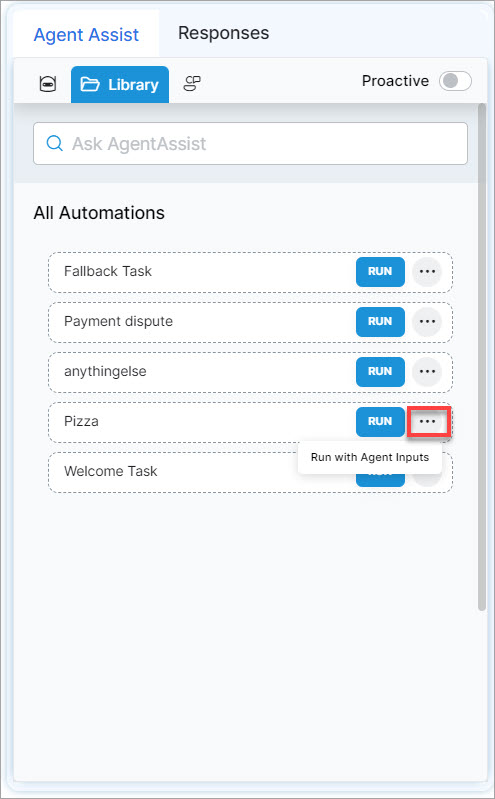 Agent Assist Responses
Library Proactive
Ask AgentAssist
All Automations
Fallback Task RUN
Payment dispute RUN
anythingelse RUN
Pizza RUN
Run with Agent Inputs
Welcome Task